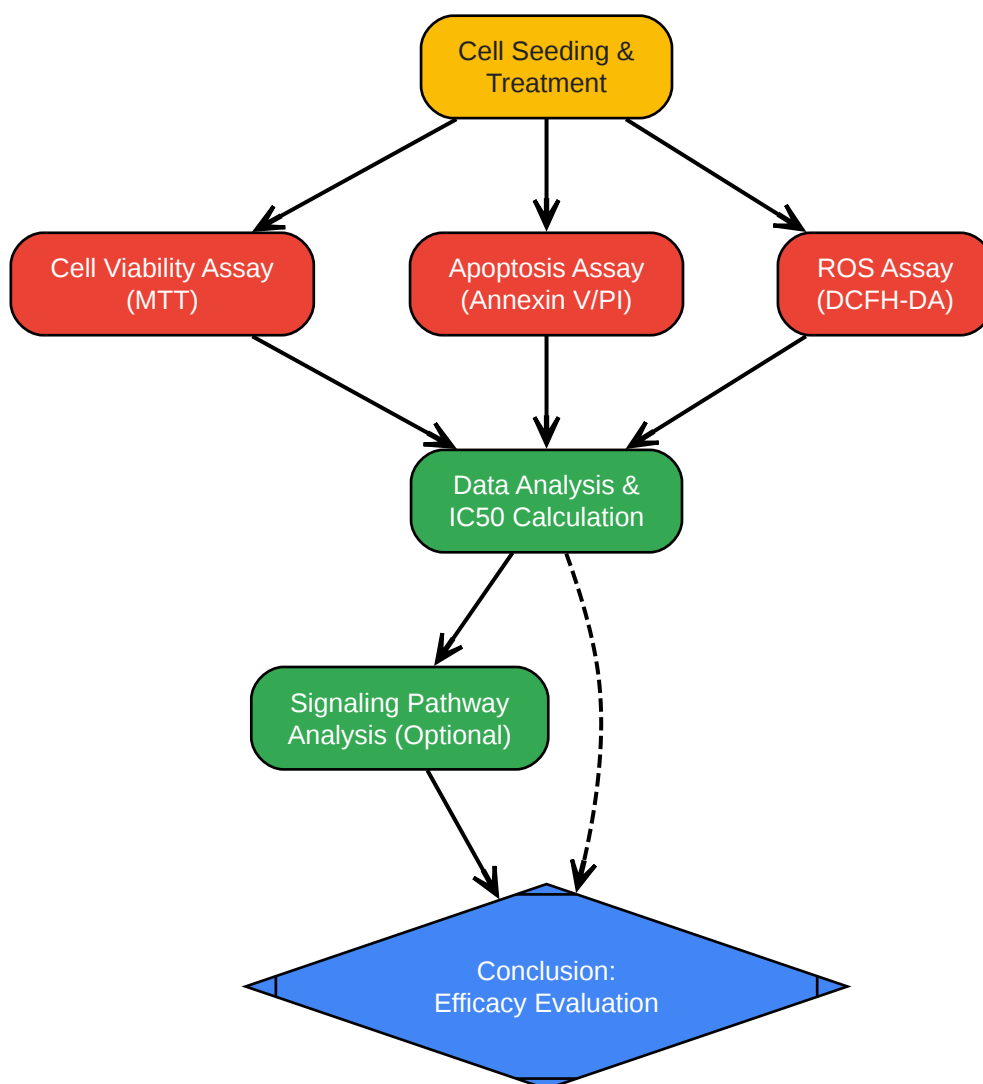 Cell Seeding &
Treatment
Cell Viability Assay
(MTT)
Apoptosis Assay
(Annexin V/PI)
ROS Assay
(DCFH-DA)
Data Analysis &
IC50 Calculation
Signaling Pathway
Analysis (Optional)
Conclusion:
Efficacy Evaluation